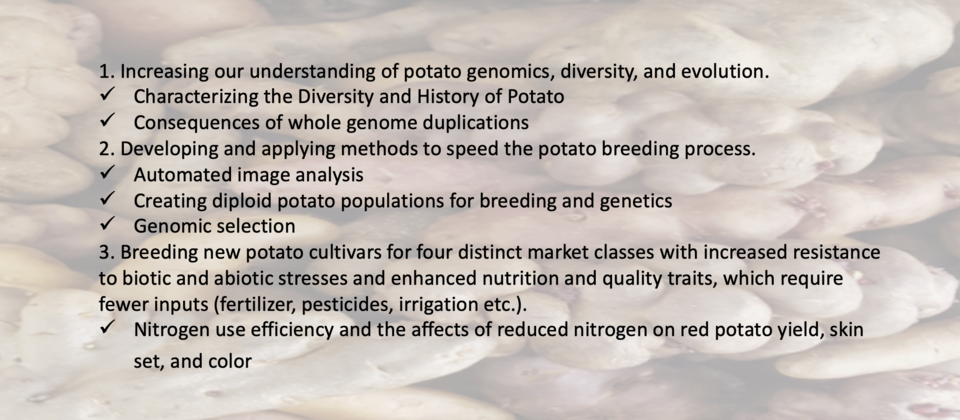 1. Increasing our understanding of potato genomics, diversity, and evolution.
✓ Characterizing the Diversity and History of Potato
✓ Consequences of whole genome duplications
2. Developing and applying methods to speed the potato breeding process.
✓ Automated image analysis
✓ Creating diploid potato populations for breeding and genetics
✓ Genomic selection
3. Breeding new potato cultivars for four distinct market classes with increased resistance
to biotic and abiotic stresses and enhanced nutrition and quality traits, which require
fewer inputs (fertilizer, pesticides, irrigation etc.).
✓ Nitrogen use efficiency and the affects of reduced nitrogen on red potato yield, skin
set, and color